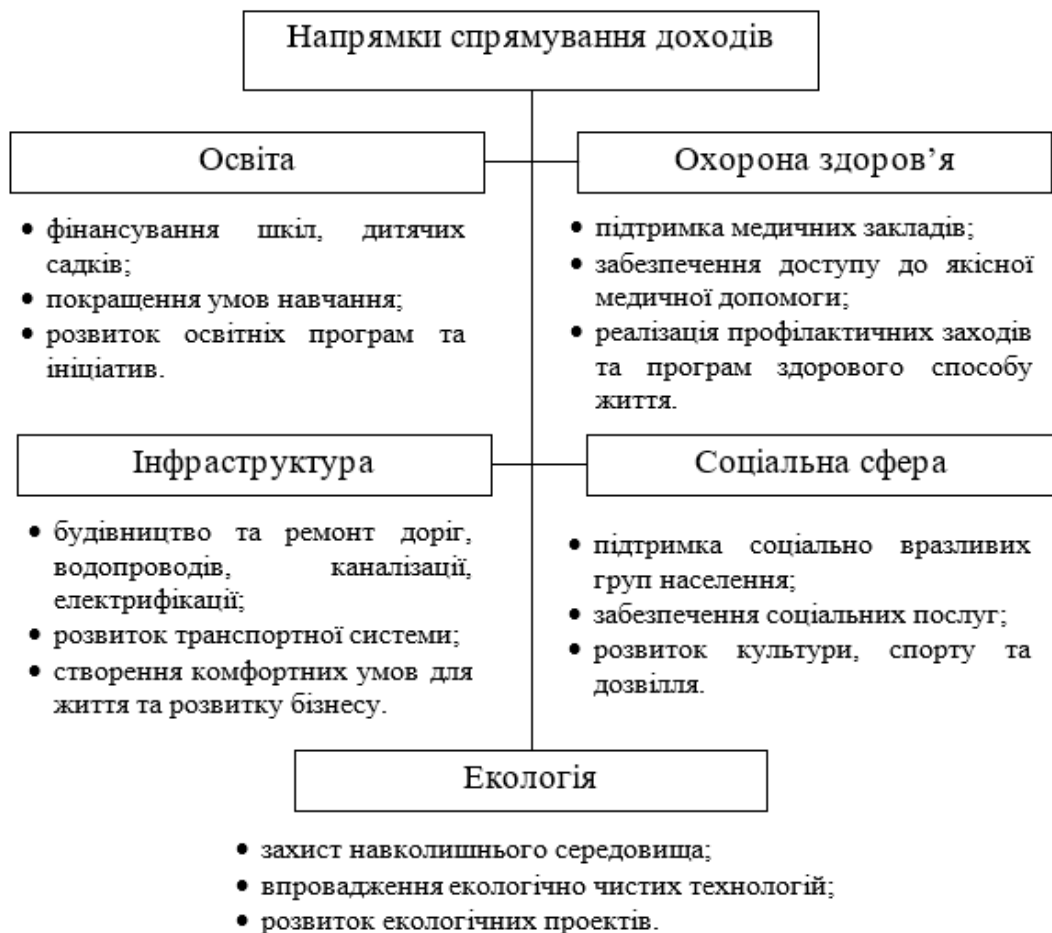 Напрямки спрямування доходів
Освіта
• фінансування шкіл, дитячих
садків;
• покращення умов навчання;
• розвиток освітніх програм та
ініціатив.
Охорона здоров’я
• підтримка медичних закладів;
• забезпечення доступу до якісної
медичної допомоги;
• реалізація профілактичних заходів
та програм здорового способу
життя.
Інфраструктура
• будівництво та ремонт доріг,
водопроводів, каналізації,
електрифікації;
• розвиток транспортної системи;
• створення комфортних умов для
життя та розвитку бізнесу.
Соціальна сфера
• підтримка соціально вразливих
груп населення;
• забезпечення соціальних послуг;
• розвиток культури, спорту та
дозвілля.
Екологія
• захист навколишнього середовища;
• впровадження екологічно чистих технологій;
• розвиток екологічних проектів.